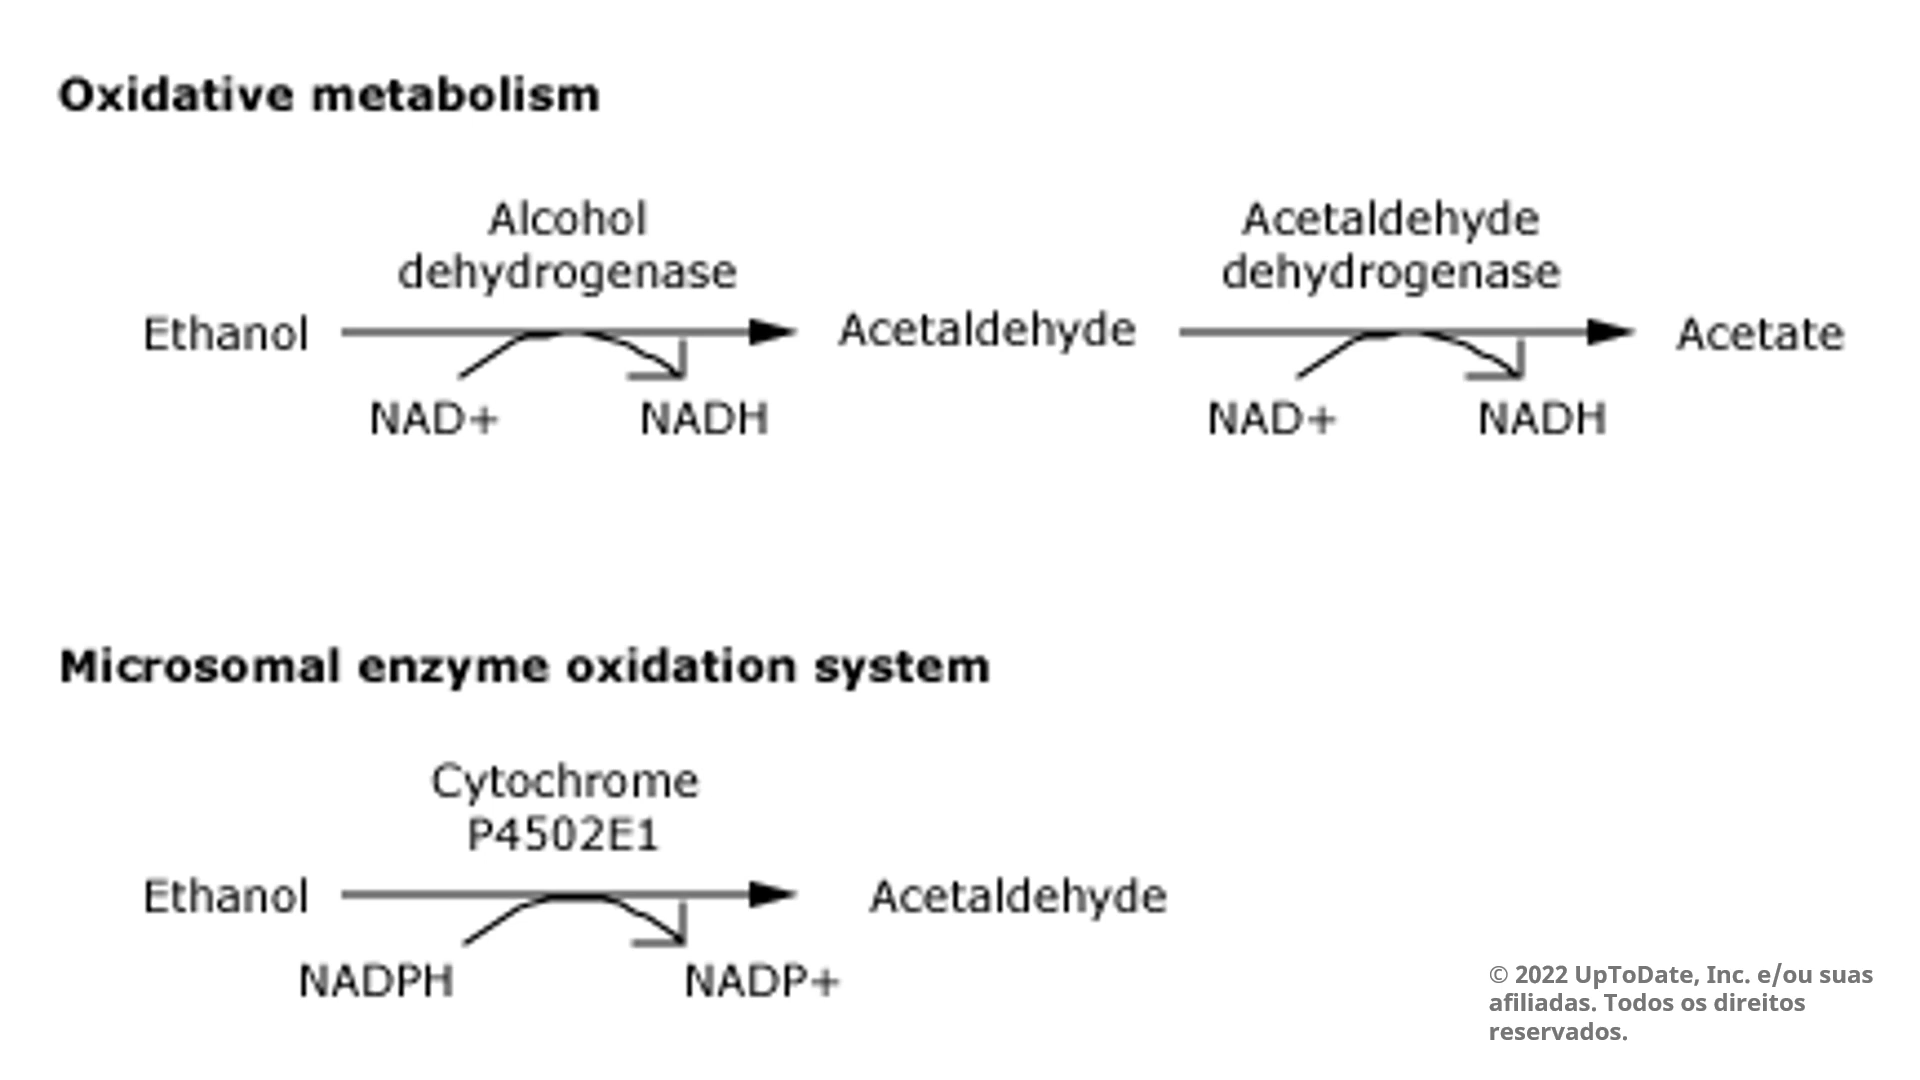 Oxidative metabolism
Alcohol
dehydrogenase
Acetaldehyde
dehydrogenase
Ethanol
Acetaldehyde
Acetate
NAD+
NADH
NAD+
NADH
Microsomal enzyme oxidation system
Cytochrome
P4502E1
Ethanol
Acetaldehyde
NADPH
NADP+
© 2022 UpToDate, Inc. e/ou suas
afiliadas. Todos os direitos
reservados.